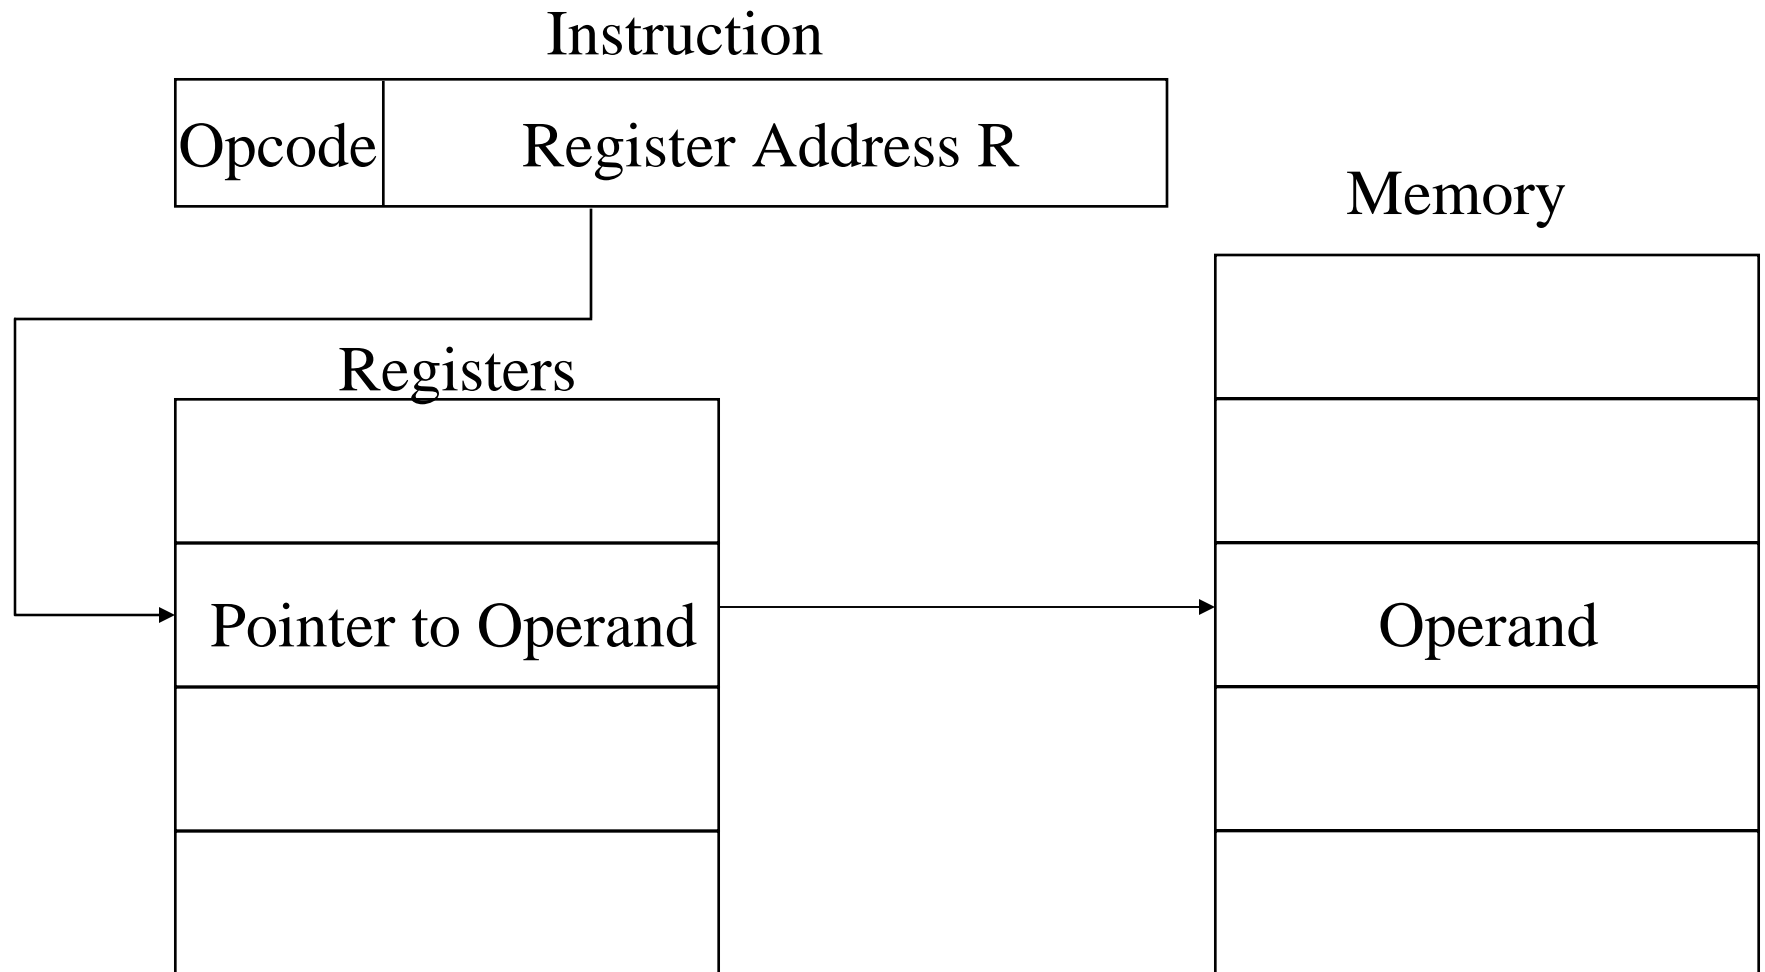 Instruction
Opcode
Register Address R
Memory
Registers
Pointer to Operand
Operand